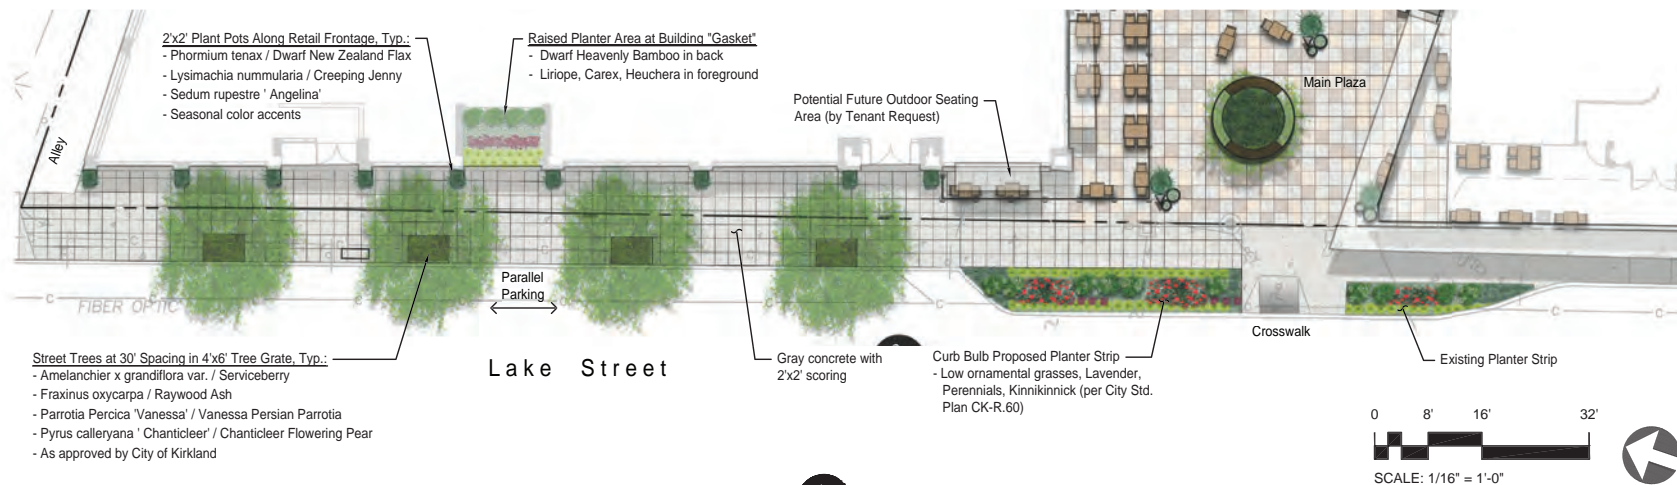 2'x2' Plant Pots Along Retail Frontage, Typ.:
- Phormium tenax / Dwarf New Zealand Flax
- Lysimachia nummularia / Creeping Jenny
- Sedum rupestre ' Angelina'
- Seasonal color accents
Raised Planter Area at Building "Gasket"
- Dwarf Heavenly Bamboo in back
- Liriope, Carex, Heuchera in foreground
Potential Future Outdoor Seating
Area (by Tenant Request)
Main Plaza
Alley
Parallel
Parking
FIBER OPTIC
Crosswalk
Street Trees at 30' Spacing in 4'x6' Tree Grate, Typ.:
- Amelanchier x grandiflora var. / Serviceberry
- Fraxinus oxycarpa / Raywood Ash
- Parrotia Percica 'Vanessa' / Vanessa Persian Parrotia
- Pyrus calleryana ' Chanticleer' / Chanticleer Flowering Pear
- As approved by City of Kirkland
Lake Street
Gray concrete with
2'x2' scoring
Curb Bulb Proposed Planter Strip
- Low ornamental grasses, Lavender,
Perennials, Kinnikinnick (per City Std.
Plan CK-R.60)
Existing Planter Strip
0 8' 16' 32'
SCALE: 1/16" = 1'-0"